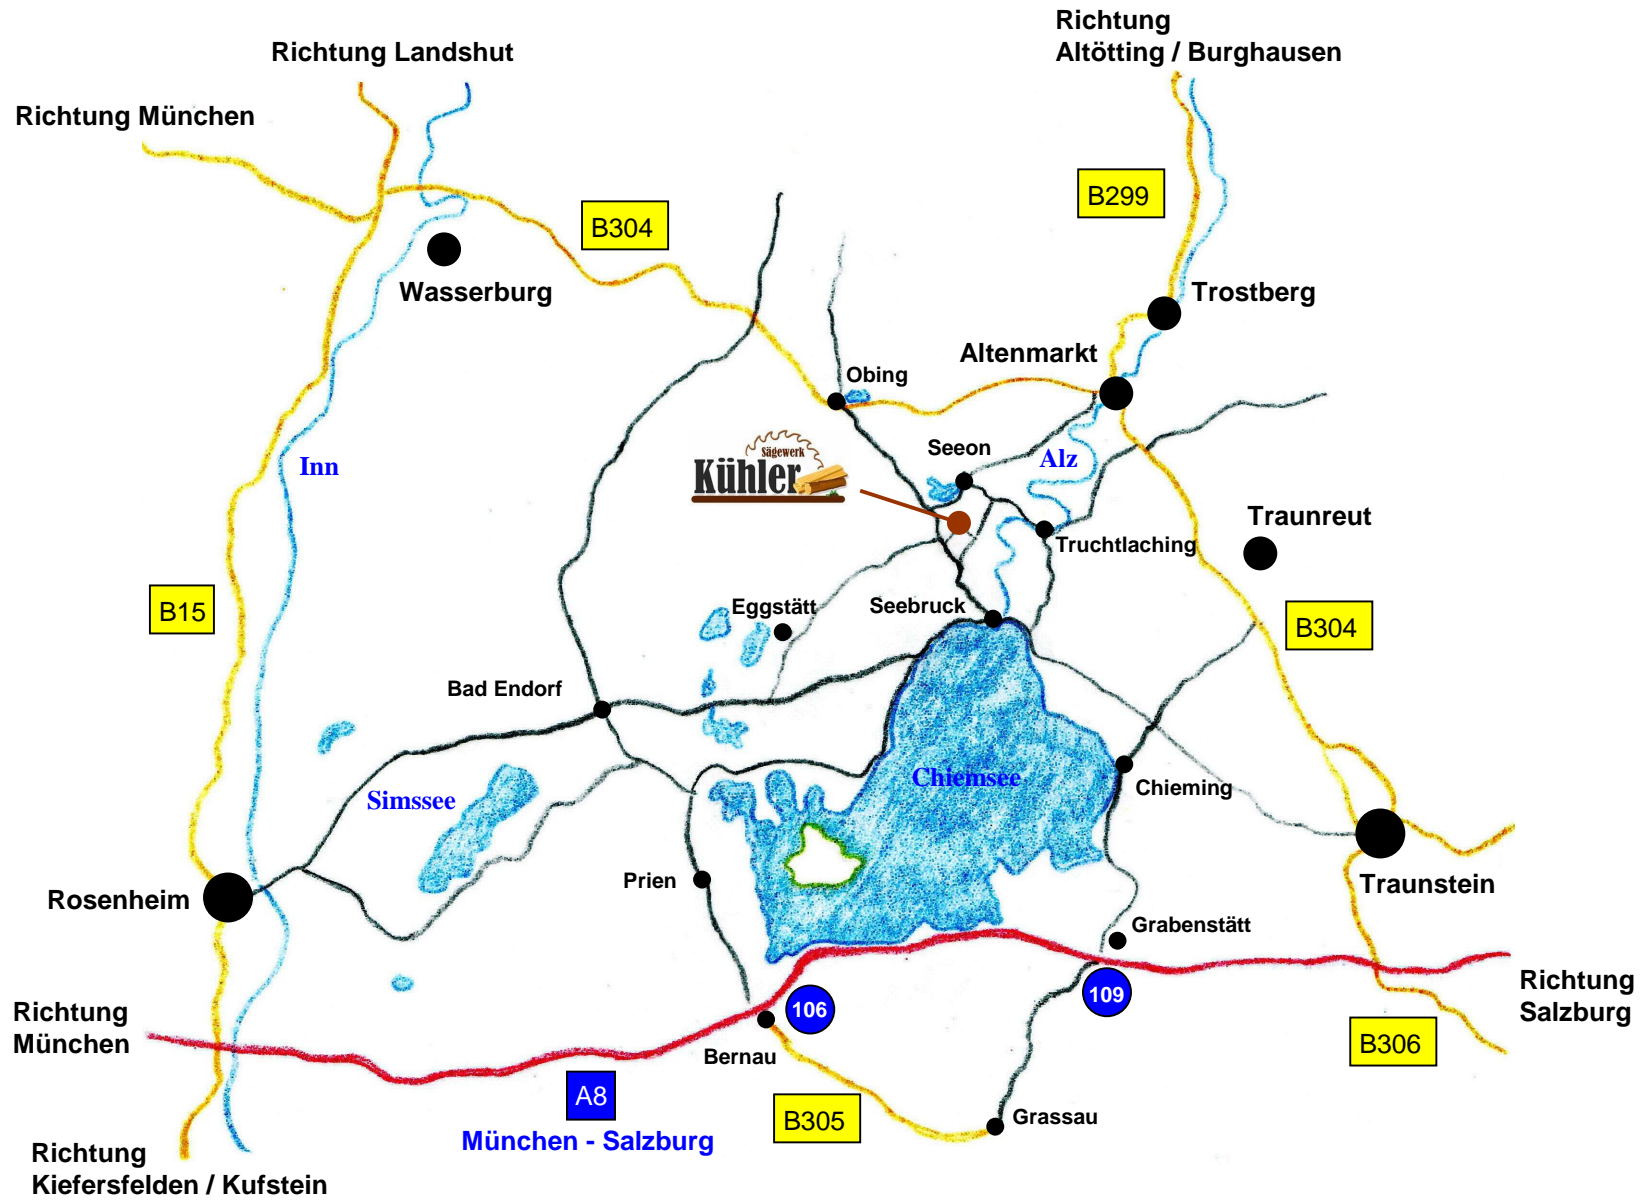 Richtung
Altötting / Burghausen
Richtung Landshut
Richtung München
B299
B304
Wasserburg
Trostberg
Altenmarkt
Obing
Sägewerk
Kühler
Seeon
Alz
Inn
Traunreut
Truchtlaching
B15
Eggstätt
Seebruck
B304
Bad Endorf
Chiemsee
Simssee
Chieming
Prien
Traunstein
Rosenheim
Grabenstätt
Richtung
Salzburg
109
106
Richtung
München
Bernau
B306
A8
München - Salzburg
B305
Grassau
Richtung
Kiefersfelden / Kufstein